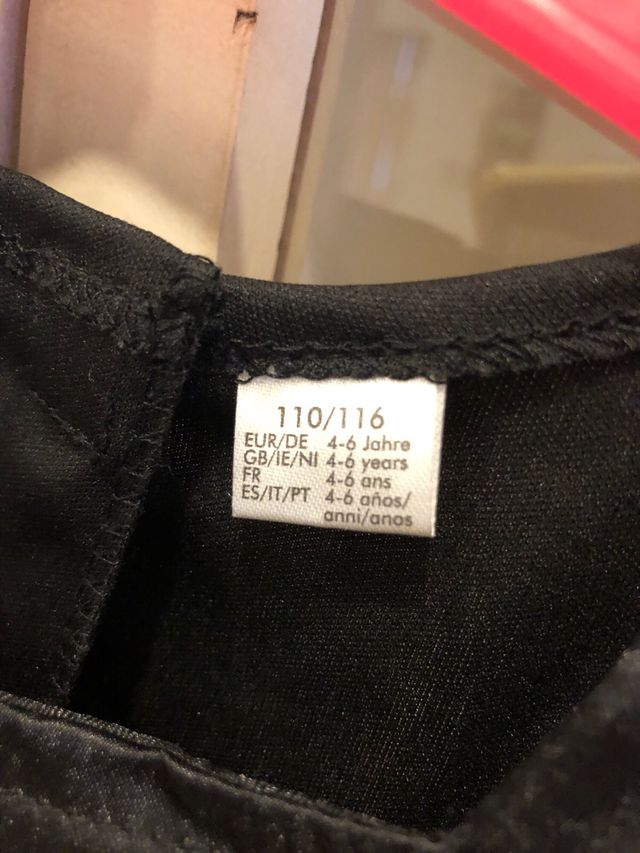 110/116
EUR/DE 4-6 Jahre
GB/IE/NI 4-6 years
FR 4-6 ans
ES/IT/PT 4-6 años/
anni/anos